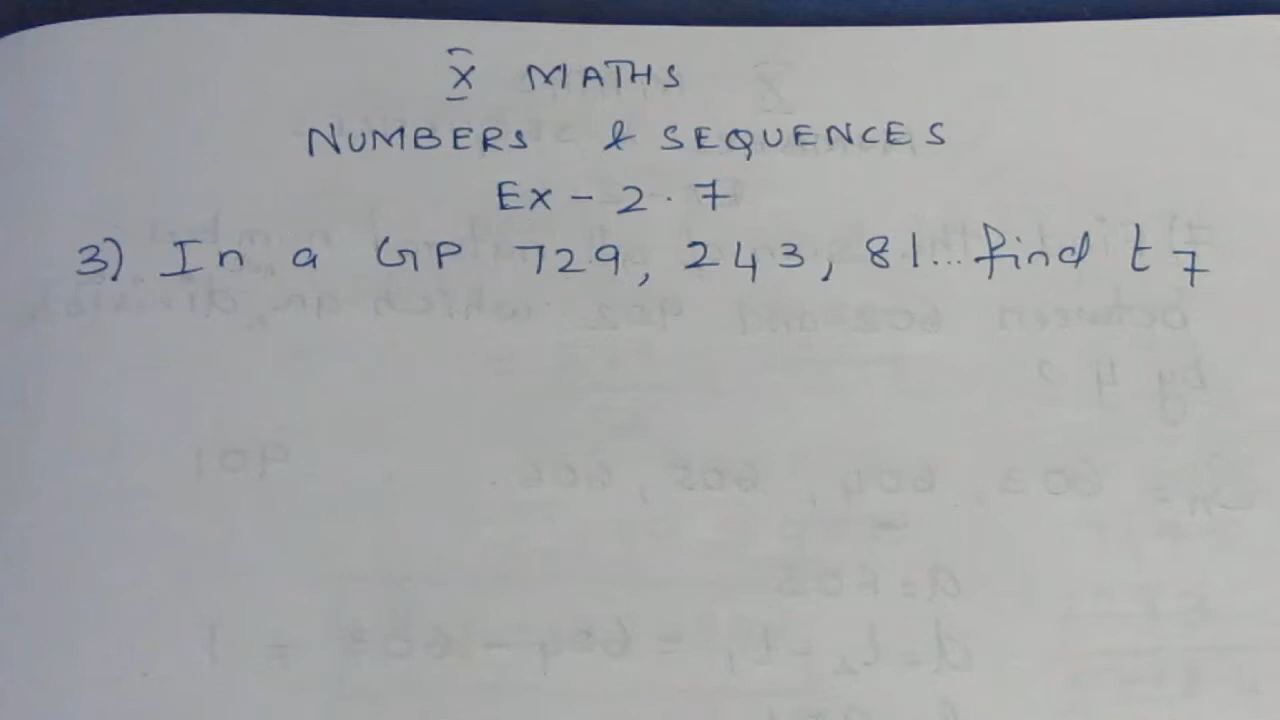 X MATHS
NUMBERS & SEQUENCES
EX - 2.7
3) In a GP 729, 243, 81... find t7